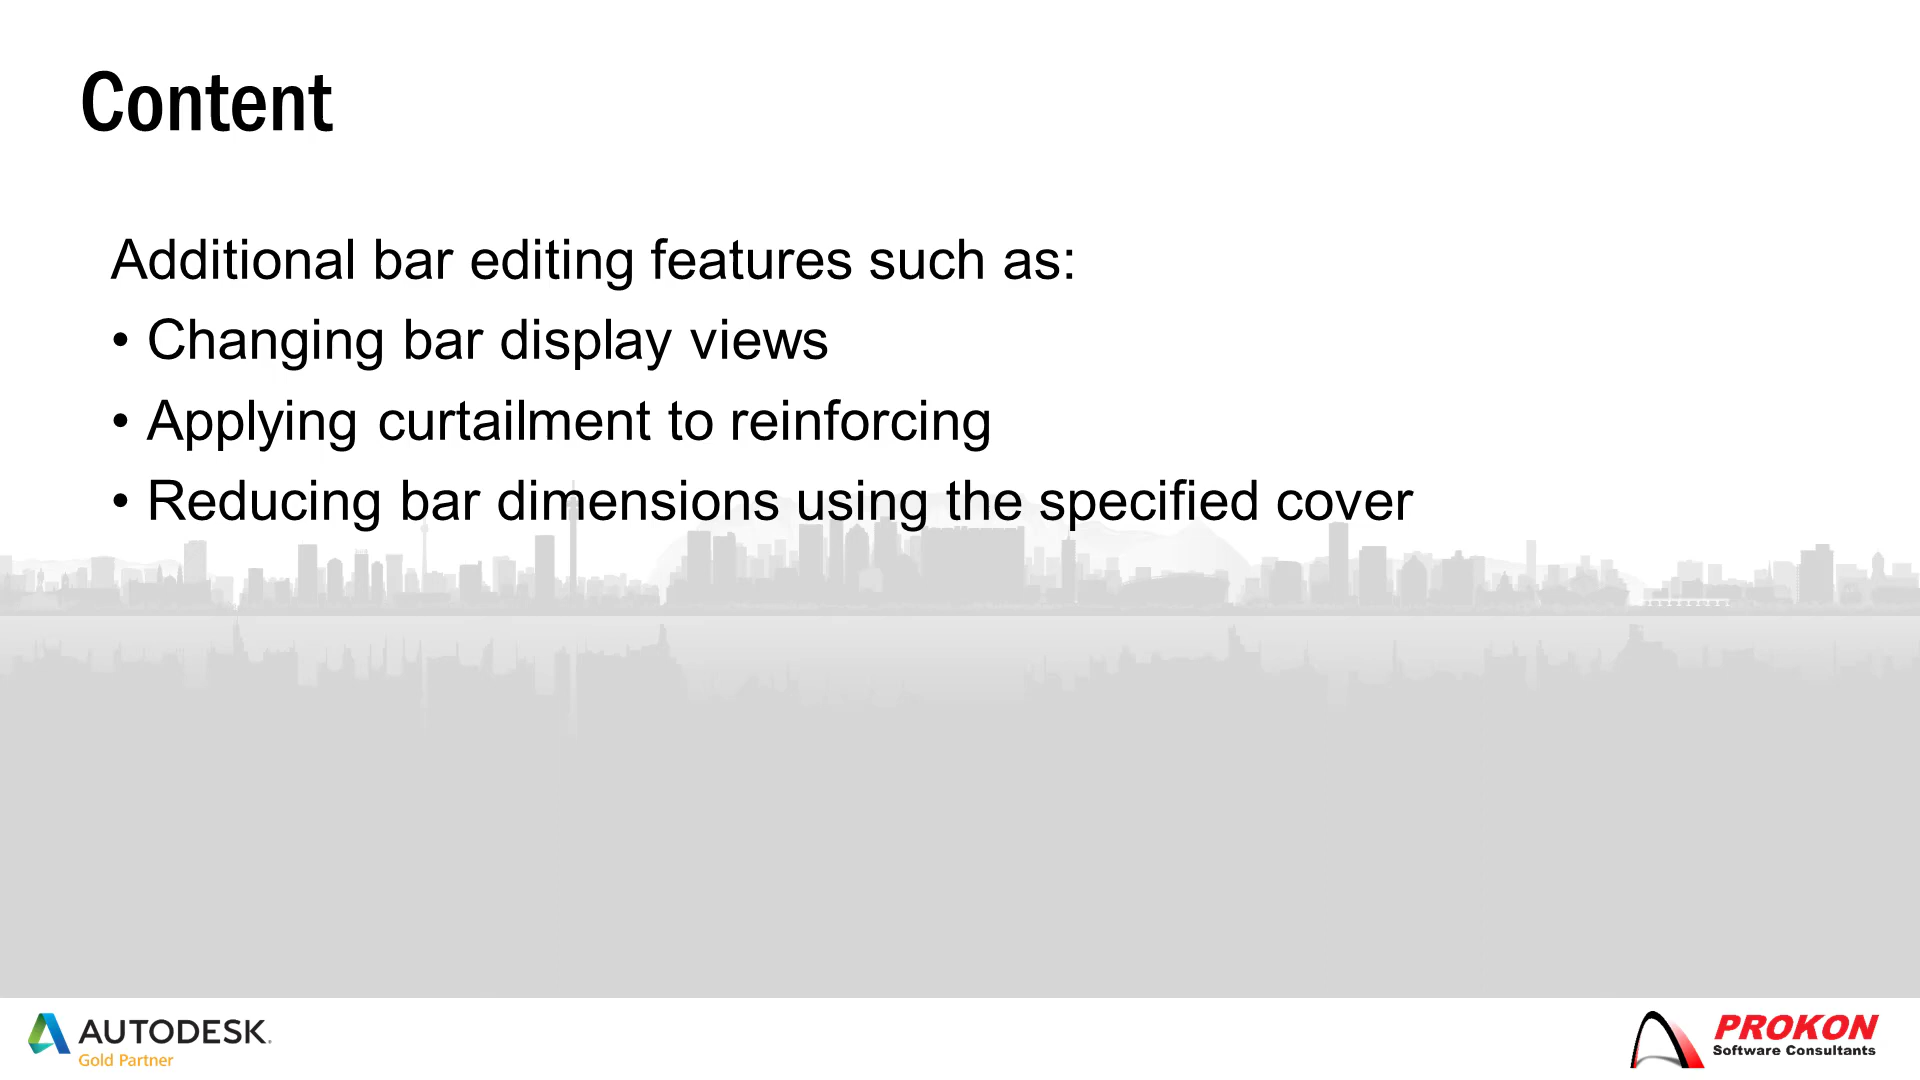 Content
Additional bar editing features such as:
• Changing bar display views
• Applying curtailment to reinforcing
• Reducing bar dimensions using the specified cover
AUTODESK.
Gold Partner
PROKON
Software Consultants